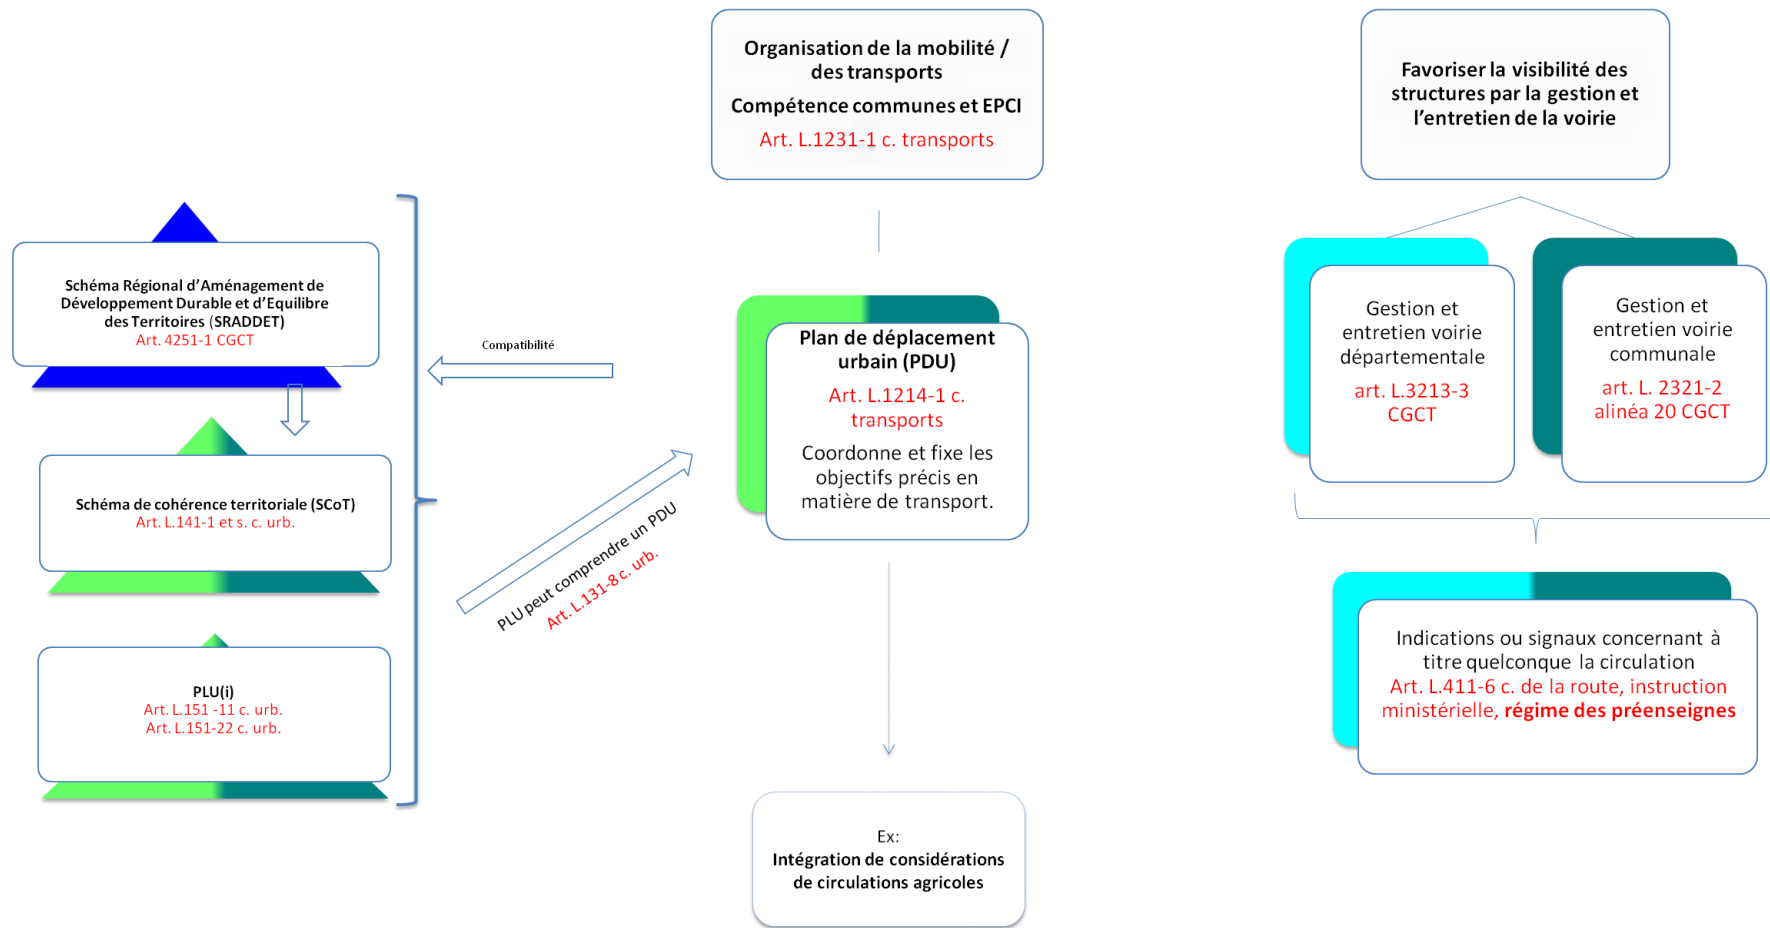 Organisation de la mobilité /
des transports
Compétence communes et EPCI
Art. L.1231-1 c. transports
Favoriser la visibilité des
structures par la gestion et
l'entretien de la voirie
Schéma Régional d'Aménagement de
Développement Durable et d'Equilibre
des Territoires (SRADDET)
Art. 4251-1 CGCT
Compatibilité
Schéma de cohérence territoriale (SCoT)
Art. L.141-1 et s. c. urb.
PLU(i)
Art. L.151 -11 c. urb.
Art. L.151-22 c. urb.
PLU peut comprendre un PDU
Art. L.131-8 c. urb.
Plan de déplacement
urbain (PDU)
Art. L.1214-1 c.
transports
Coordonne et fixe les
objectifs précis en
matière de transport.
Ex:
Intégration de considérations
de circulations agricoles
Gestion et
entretien voirie
départementale
art. L.3213-3
CGCT
Gestion et
entretien voirie
communale
art. L. 2321-2
alinéa 20 CGCT
Indications ou signaux concernant à
titre quelconque la circulation
Art. L.411-6 c. de la route, instruction
ministérielle, régime des préenseignes